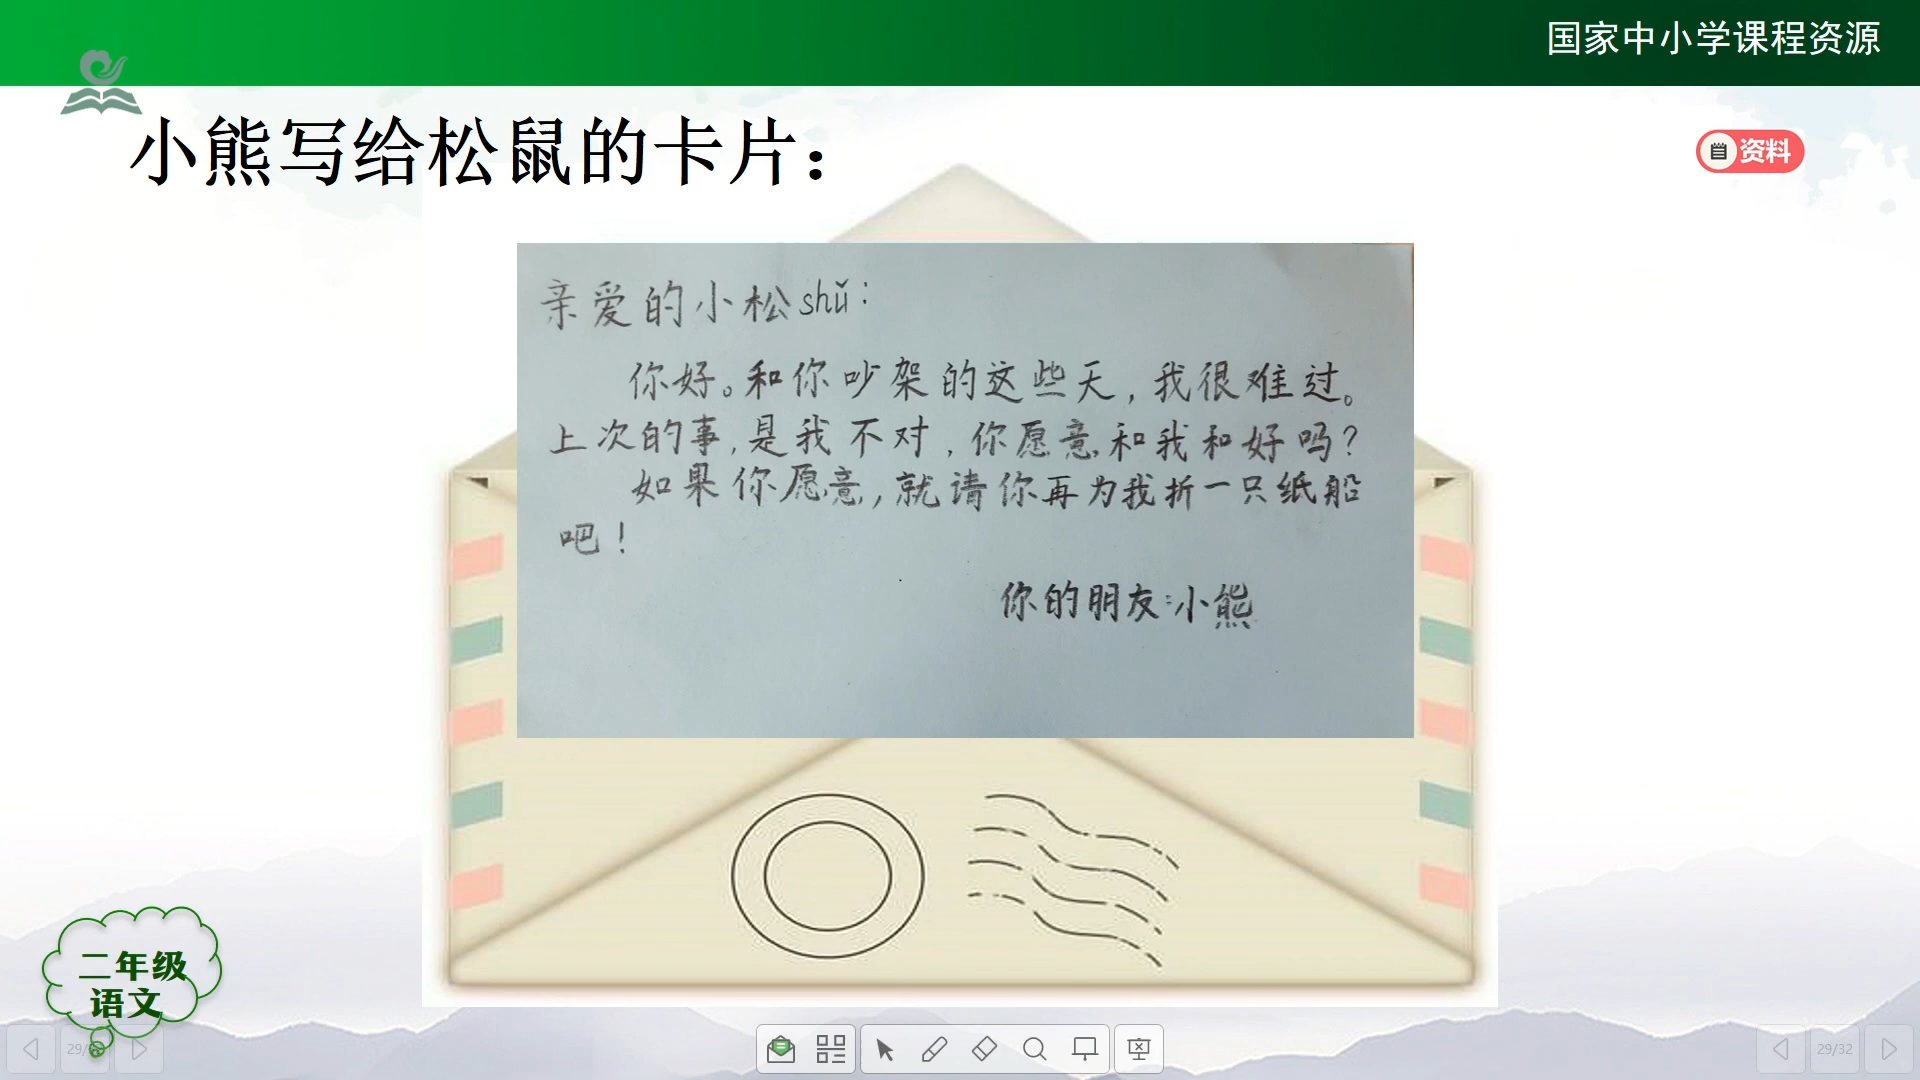 国家中小学课程资源
小熊写给松鼠的卡片：
资料
亲爱的小松shǔ：
你好。和你吵架的这些天，我很难过。
上次的事，是我不对，你愿意和我和好吗？
如果你愿意，就请你再为我折一只纸船
吧！
你的朋友：小熊
二年级
语文
29/32